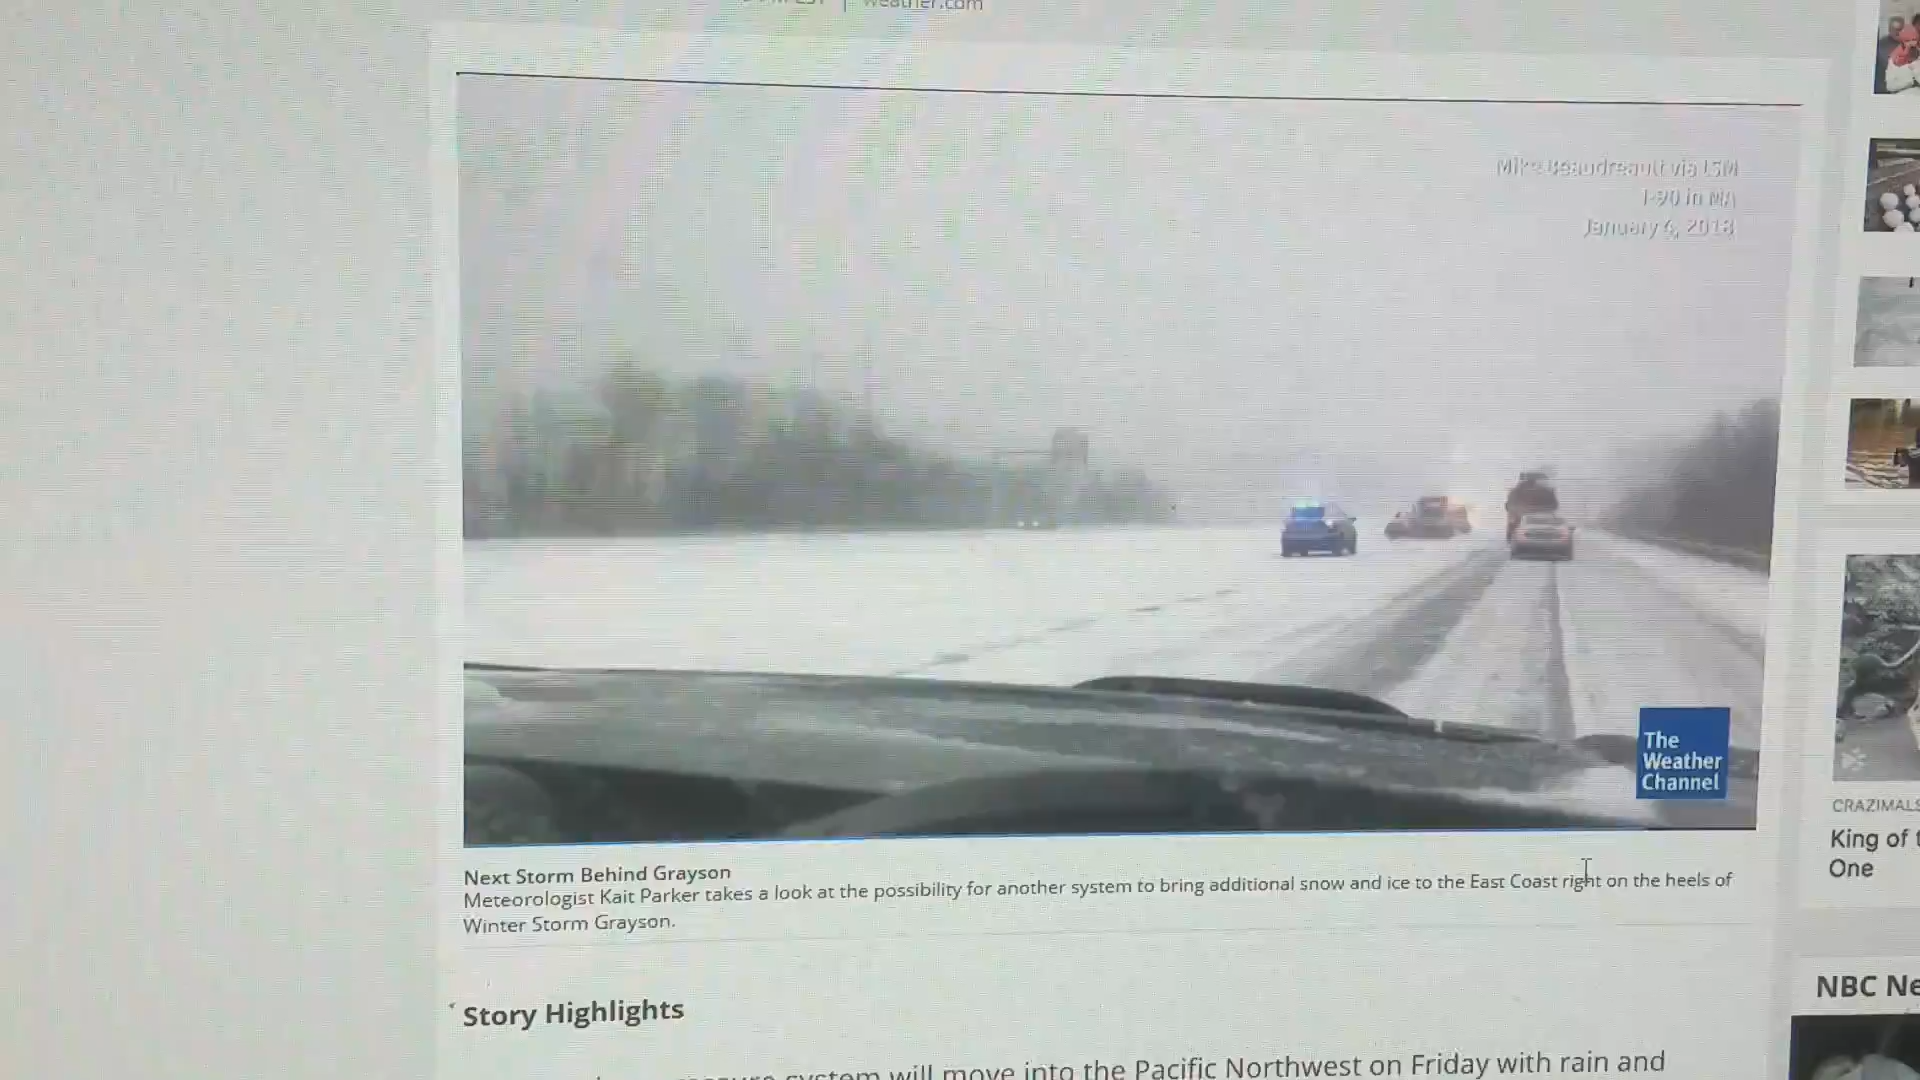 weather.com
Mike Beaudreault via LSM
I-90 in MA
January 4, 2018
The
Weather
Channel
Next Storm Behind Grayson
Meteorologist Kait Parker takes a look at the possibility for another system to bring additional snow and ice to the East Coast right on the heels of
Winter Storm Grayson.
Story Highlights
system will move into the Pacific Northwest on Friday with rain and
CRAZIMALS
King of
One
NBC